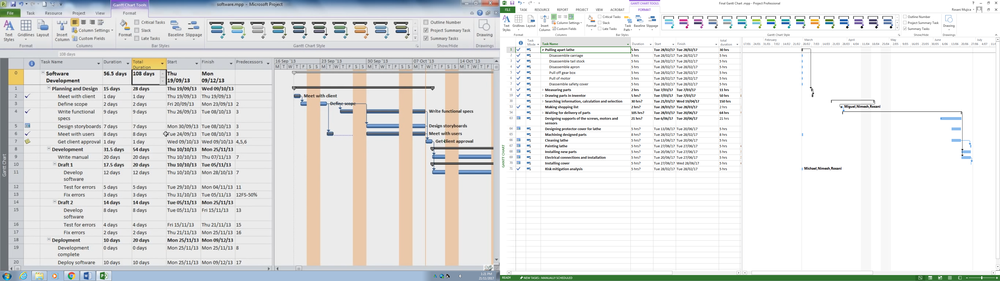 Gantt Chart Tools
software.mpp - Microsoft Project
File Task Resource Project View Format
Text Styles
Gridlines
Layout
Format
Insert Column
Column Settings
Custom Fields
Columns
Format
Critical Tasks
Slack
Late Tasks
Baseline
Slippage
Bar Styles
Gantt Chart Style
Outline Number
Project Summary Task
Summary Tasks
Show/Hide
Drawing
Drawings
108 days
Task Name Duration Total Duration Start Finish Predecessors
0 Software Development 56.5 days 108 days Thu 19/09/13 Mon 09/12/13
1 Planning and Design 15 days 28 days Thu 19/09/13 Wed 09/10/13
2 Meet with client 1 day 1 day Thu 19/09/13 Thu 19/09/13
3 Define scope 2 days 2 days Fri 20/09/13 Mon 23/09/13 2
4 Write functional specs 9 days 9 days Thu 26/09/13 Tue 08/10/13 3
5 Design storyboards 7 days 7 days Mon 30/09/13 Tue 08/10/13 3
6 Meet with users 8 days 8 days Tue 24/09/13 Tue 08/10/13 3
7 Get client approval 1 day 1 day Wed 09/10/13 Wed 09/10/13 4,5,6
8 Development 31.5 days 54 days Thu 10/10/13 Mon 25/11/13
9 Write manual 20 days 20 days Thu 10/10/13 Thu 07/11/13 7
10 Draft 1 17.5 days 20 days Thu 10/10/13 Tue 05/11/13
11 Develop software 12 days 12 days Thu 10/10/13 Mon 28/10/13 7
12 Test for errors 5 days 5 days Tue 29/10/13 Mon 04/11/13 11
13 Fix errors 3 days 3 days Thu 31/10/13 Tue 05/11/13 12FS-50%
14 Draft 2 14 days 14 days Tue 05/11/13 Mon 25/11/13
15 Develop software 8 days 8 days Tue 05/11/13 Fri 15/11/13 13
16 Test for errors 4 days 4 days Fri 15/11/13 Thu 21/11/13 15
17 Fix errors 2 days 2 days Thu 21/11/13 Mon 25/11/13 16
18 Deployment 10 days 20 days Mon 25/11/13 Mon 09/12/13
19 Development complete 0 days 0 days Mon 25/11/13 Mon 25/11/13 8
20 Deploy software 10 days 10 days Mon 25/11/13 Mon 09/12/13 17
Gantt Chart
16 Sep '13 23 Sep '13 30 Sep '13 07 Oct '13 14 Oct '13
M T W T F S S M T W T F S S M T W T F S S M T W T F S S M T W T F
Meet with client
Define scope
Write functional specs
Design storyboards
Meet with users
Get client approval
1:21 PM
21/11/2017
GANTT CHART TOOLS
Final Gantt Chart .mpp - Project Professional
FILE TASK RESOURCE REPORT PROJECT VIEW ACROBAT FORMAT
Rosani Mujica
Text Styles
Gridlines
Layout
Format
Insert Column
Column Settings
Custom Fields
Columns
Format
Critical Tasks
Slack
Late Tasks
Task Path
Baseline
Slippage
Bar Styles
Gantt Chart Style
Outline Number
Project Summary Task
Summary Tasks
Show/Hide
Drawing
Drawings
Task Mode Task Name Duration Start Finish total duration
1 Pulling apart lathe 5 hrs Tue 28/02/17 Tue 28/02/17 30 hrs
2 Disassemble carriage 5 hrs Tue 28/02/17 Tue 28/02/17 5 hrs
3 Disassemble tail stock 5 hrs Tue 28/02/17 Tue 28/02/17 5 hrs
4 Disassemble apron 5 hrs Tue 28/02/17 Tue 28/02/17 5 hrs
5 Pull off gear box 5 hrs Tue 28/02/17 Tue 28/02/17 5 hrs
6 Pull of motor 5 hrs Tue 28/02/17 Tue 28/02/17 5 hrs
7 Diassemble safety cover 5 hrs Tue 28/02/17 Tue 28/02/17 5 hrs
8 Measuring parts 2 hrs Tue 7/03/17 Tue 7/03/17 11 hrs
19 Drawing parts in Inventor 5 hrs? Tue 7/03/17 Tue 7/03/17 50 hrs
30 Searching information, calculation and selection 30 hrs? Tue 21/03/17 Wed 19/04/17 150 hrs
53 Making shopping list 2 hrs? Tue 28/03/17 Tue 28/03/17 2 hrs
54 Waiting for delivery of parts 105 hrs? Tue 28/03/17 Tue 20/06/17 64 hrs
63 Designing supports of the screws, motors and sensors 21 hrs? Tue 6/06/17 Tue 20/06/17 21 hrs
64 Designing protector cover for lathe 5 hrs? Tue 13/06/17 Tue 20/06/17 5 hrs
65 Machining designed parts 8 hrs? Tue 28/02/17 Tue 28/02/17 8 hrs
66 Cleaning lathe 5 hrs? Tue 13/06/17 Tue 20/06/17 5 hrs
67 Painting lathe 5 hrs? Tue 27/06/17 Tue 27/06/17 5 hrs
68 Installing new parts 5 hrs? Tue 20/06/17 Tue 27/06/17 5 hrs
69 Electrical connections and installation 5 hrs? Tue 20/06/17 Tue 27/06/17 5 hrs
70 Installing cover 5 hrs? Tue 27/06/17 Wed 28/06/17 5 hrs
71 Risk mitigation analysis 5 hrs? Tue 28/02/17 Tue 28/02/17 5 hrs
GANTT CHART
February March April May June July
17/01 24/01 31/01 7/02 14/02 21/02 28/02 7/03 14/03 21/03 28/03 4/04 11/04 18/04 25/04 2/05 9/05 16/05 23/05 30/05 6/06 13/06 20/06 27/06 4/07 11/0
Miguel,Nimesh,Rosani
Michael,Nimesh,Rosani
READY NEW TASKS : MANUALLY SCHEDULED